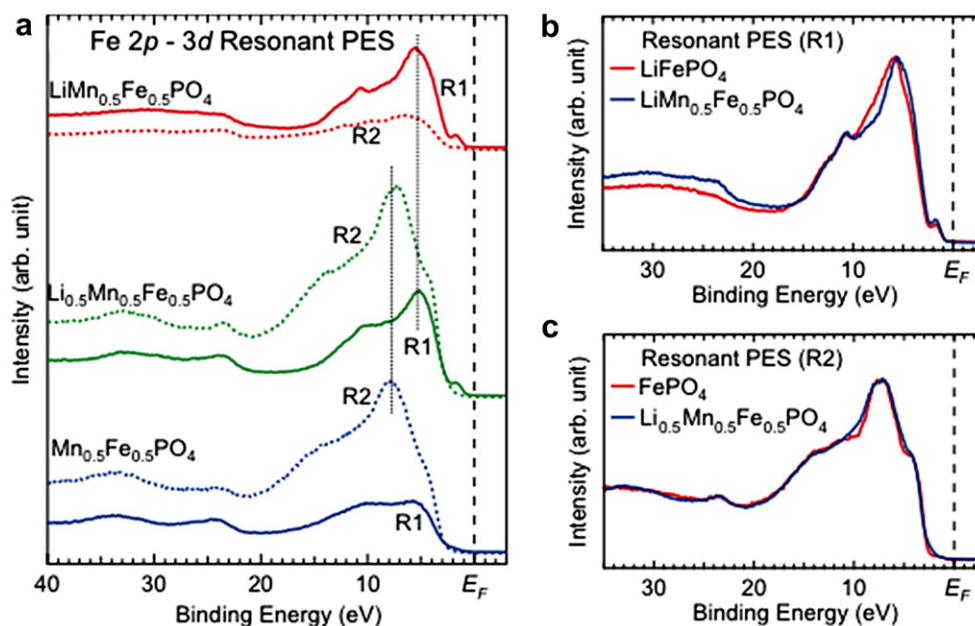 a
Fe 2p - 3d Resonant PES
LiMn0.5Fe0.5PO4
R1
R2
R2
Li0.5Mn0.5Fe0.5PO4
R1
R2
Mn0.5Fe0.5PO4
R1
Intensity (arb. unit)
40 30 20 10 EF
Binding Energy (eV)
b
Resonant PES (R1)
LiFePO4
LiMn0.5Fe0.5PO4
Intensity (arb. unit)
30 20 10 EF
Binding Energy (eV)
c
Resonant PES (R2)
FePO4
Li0.5Mn0.5Fe0.5PO4
Intensity (arb. unit)
30 20 10 EF
Binding Energy (eV)